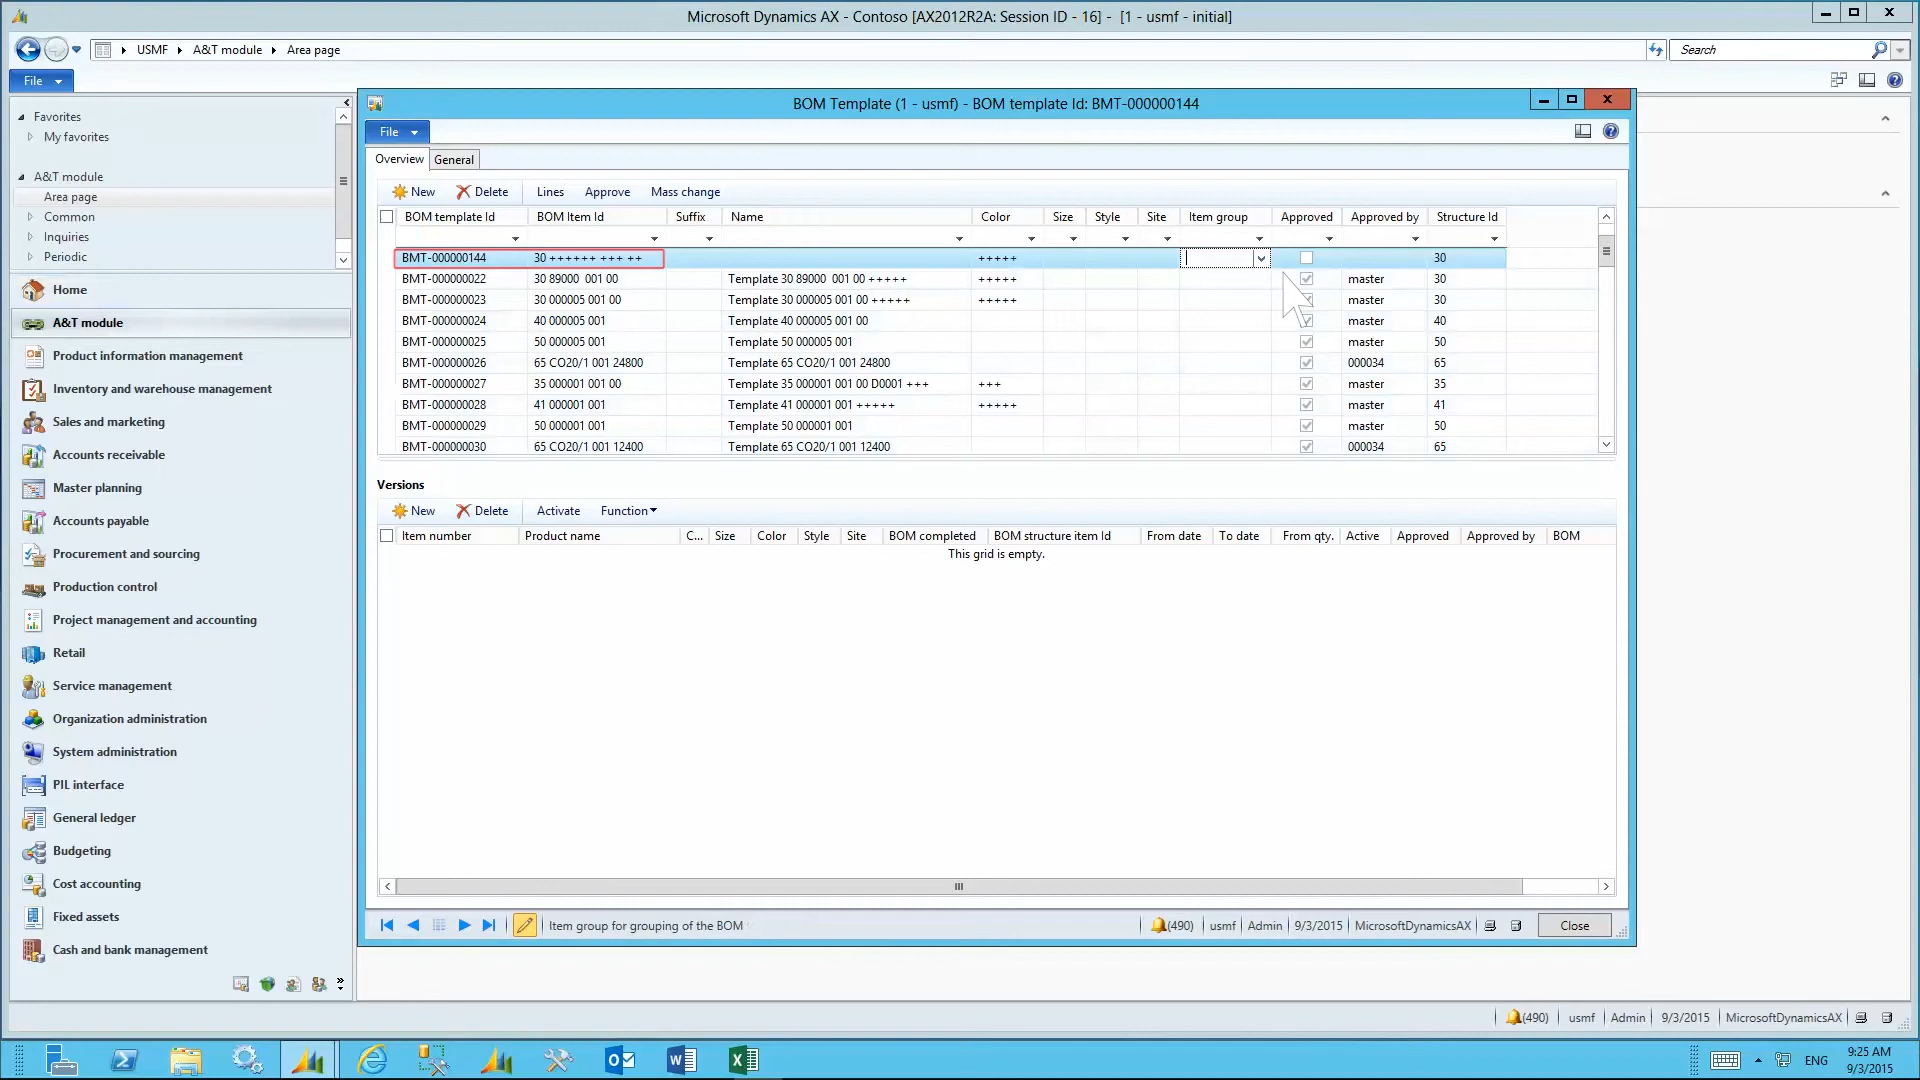 Microsoft Dynamics AX - Contoso [AX2012R2A: Session ID - 16] - [1 - usmf - initial]
USMF A&T module Area page
Search
File
Favorites
My favorites
A&T module
Area page
Common
Inquiries
Periodic
Home
A&T module
Product information management
Inventory and warehouse management
Sales and marketing
Accounts receivable
Master planning
Accounts payable
Procurement and sourcing
Production control
Project management and accounting
Retail
Service management
Organization administration
System administration
PIL interface
General ledger
Budgeting
Cost accounting
Fixed assets
Cash and bank management
BOM Template (1 - usmf) - BOM template Id: BMT-000000144
File
Overview General
New Delete Lines Approve Mass change
BOM template Id BOM Item Id Suffix Name Color Size Style Site Item group Approved Approved by Structure Id
BMT-000000144 30 ++++++ +++ ++ +++++ 30
BMT-000000022 30 89000 001 00 Template 30 89000 001 00 +++++ +++++ master 30
BMT-000000023 30 000005 001 00 Template 30 000005 001 00 +++++ +++++ master 30
BMT-000000024 40 000005 001 Template 40 000005 001 00 master 40
BMT-000000025 50 000005 001 Template 50 000005 001 master 50
BMT-000000026 65 CO20/1 001 24800 Template 65 CO20/1 001 24800 000034 65
BMT-000000027 35 000001 001 00 Template 35 000001 001 00 D0001 +++ +++ master 35
BMT-000000028 41 000001 001 Template 41 000001 001 +++++ +++++ master 41
BMT-000000029 50 000001 001 Template 50 000001 001 master 50
BMT-000000030 65 CO20/1 001 12400 Template 65 CO20/1 001 12400 000034 65
Versions
New Delete Activate Function
Item number Product name C... Size Color Style Site BOM completed BOM structure item Id From date To date From qty. Active Approved Approved by BOM
This grid is empty.
Item group for grouping of the BOM (490) usmf Admin 9/3/2015 MicrosoftDynamicsAX Close
(490) usmf Admin 9/3/2015 MicrosoftDynamicsAX
ENG 9:25 AM
9/3/2015